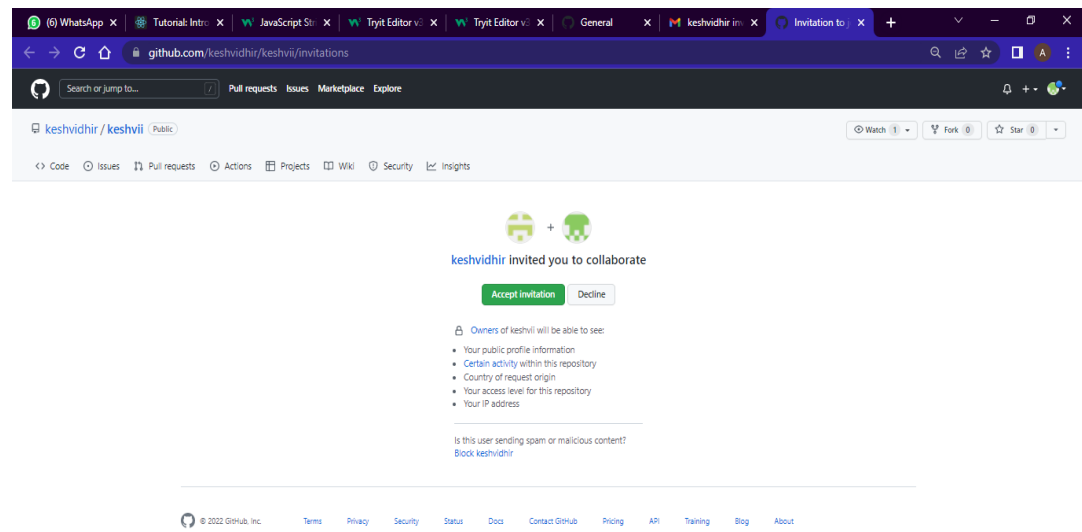 (6) WhatsApp
Tutorial: Intro
JavaScript Str
Tryit Editor v3
Tryit Editor v3
General
keshvidhir inv
Invitation to j
github.com/keshvidhir/keshvii/invitations
A
Search or jump to...
/
Pull requests Issues Marketplace Explore
keshvidhir / keshvii Public
Watch 1
Fork 0
Star 0
Code Issues Pull requests Actions Projects Wiki Security Insights
+
keshvidhir invited you to collaborate
Accept invitation Decline
Owners of keshvii will be able to see:
• Your public profile information
• Certain activity within this repository
• Country of request origin
• Your access level for this repository
• Your IP address
Is this user sending spam or malicious content?
Block keshvidhir
© 2022 GitHub, Inc. Terms Privacy Security Status Docs Contact GitHub Pricing API Training Blog About